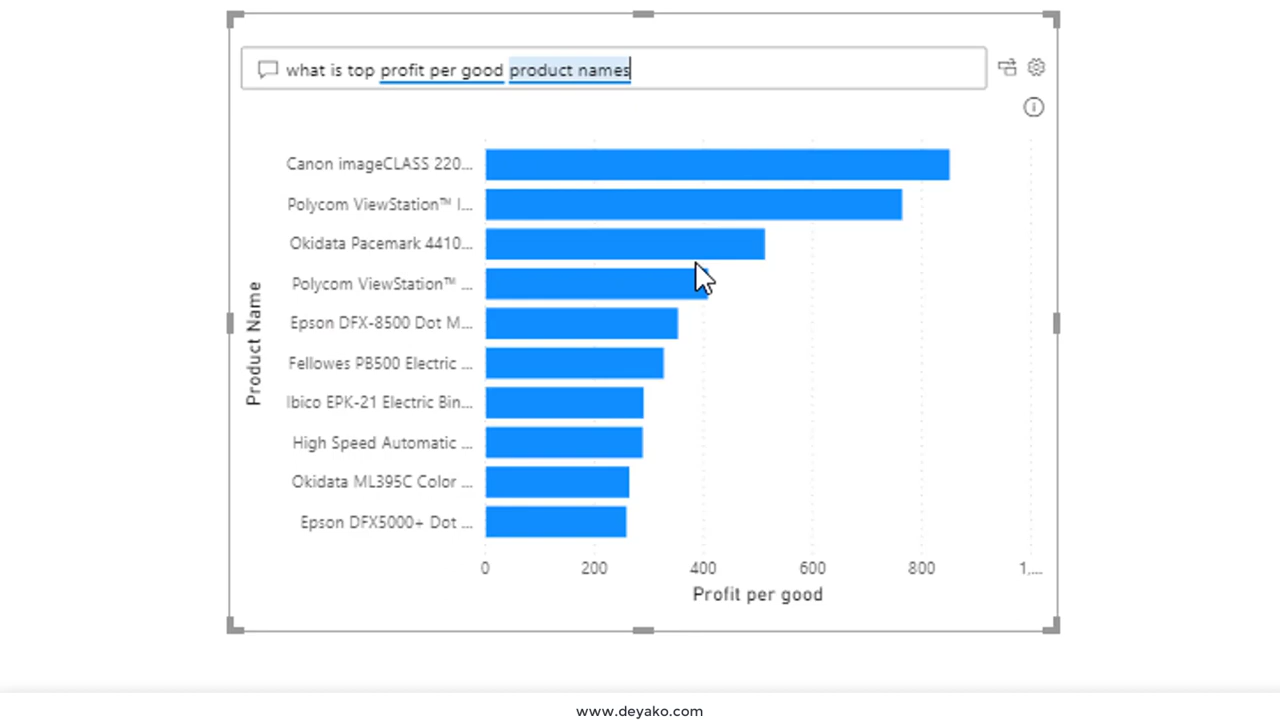 what is top profit per good product names
Canon imageCLASS 220...
Polycom ViewStation™ I...
Okidata Pacemark 4410...
Polycom ViewStation™ ...
Epson DFX-8500 Dot M...
Fellowes PB500 Electric ...
Ibico EPK-21 Electric Bin...
High Speed Automatic ...
Okidata ML395C Color ...
Epson DFX5000+ Dot ...
Product Name
0 200 400 600 800 1,...
Profit per good
www.deyako.com